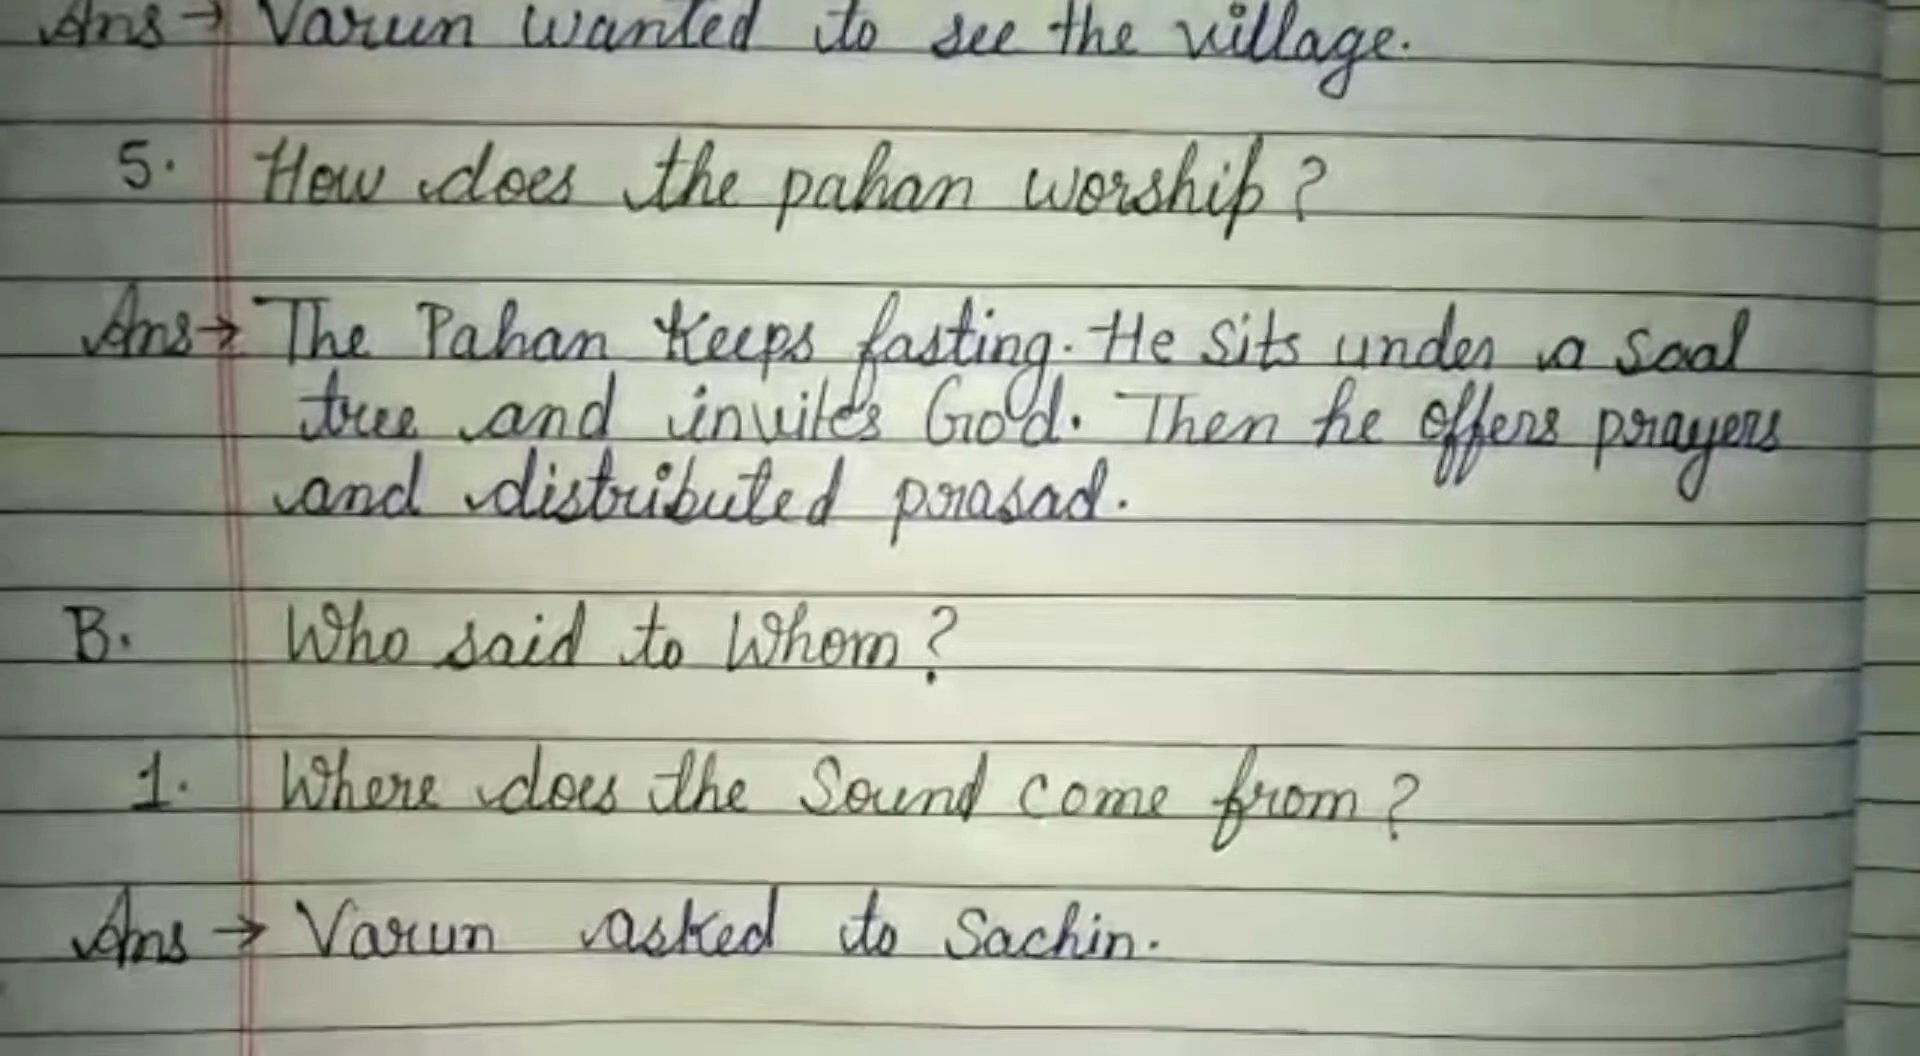 Ans → Varun wanted to see the village.
5. How does the pahan worship?
Ans → The Pahan Keeps fasting. He Sits under a Saal
tree and invites God. Then he offers prayers
and distributed prasad.
B. Who said to Whom?
1. Where does the Sound come from?
Ans → Varun asked to Sachin.